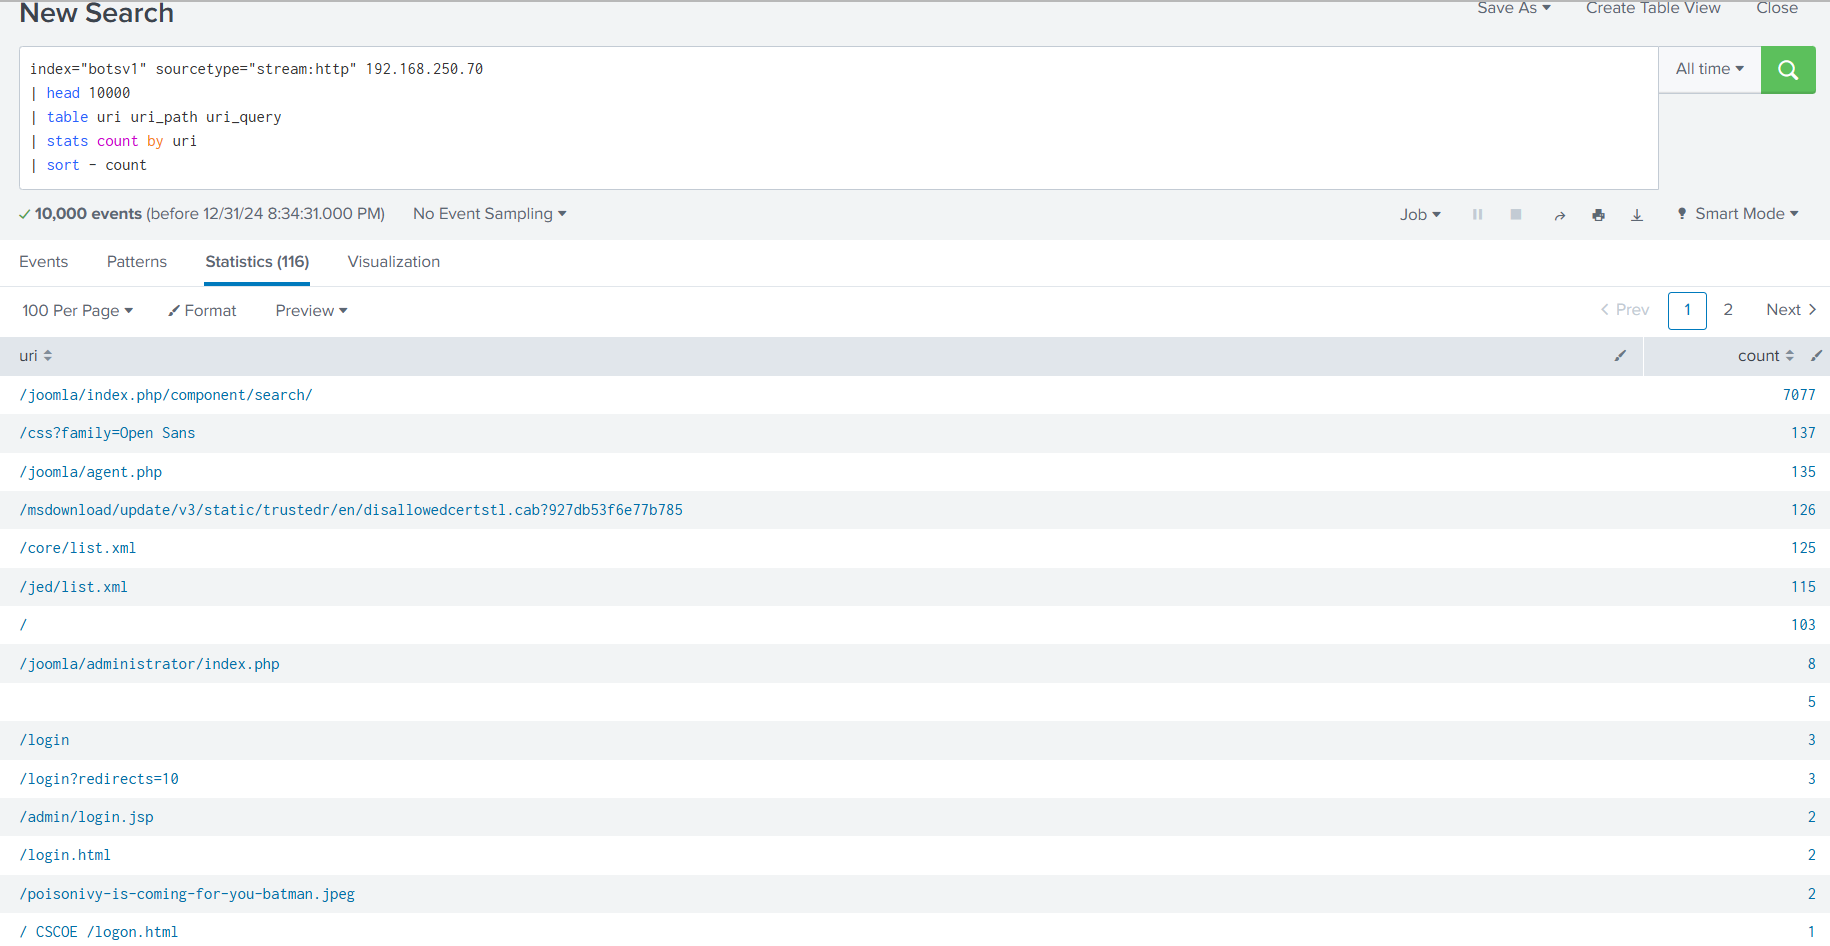 New Search
Save As Create Table View Close
index="botsv1" sourcetype="stream:http" 192.168.250.70
| head 10000
| table uri uri_path uri_query
| stats count by uri
| sort - count
All time
10,000 events (before 12/31/24 8:34:31.000 PM) No Event Sampling
Job Smart Mode
Events Patterns Statistics (116) Visualization
100 Per Page Format Preview
< Prev 1 2 Next >
uri count
/joomla/index.php/component/search/ 7077
/css?family=Open Sans 137
/joomla/agent.php 135
/msdownload/update/v3/static/trustedr/en/disallowedcertstl.cab?927db53f6e77b785 126
/core/list.xml 125
/jed/list.xml 115
/ 103
/joomla/administrator/index.php 8
5
/login 3
/login?redirects=10 3
/admin/login.jsp 2
/login.html 2
/poisonivy-is-coming-for-you-batman.jpeg 2
/ CSCOE /logon.html 1